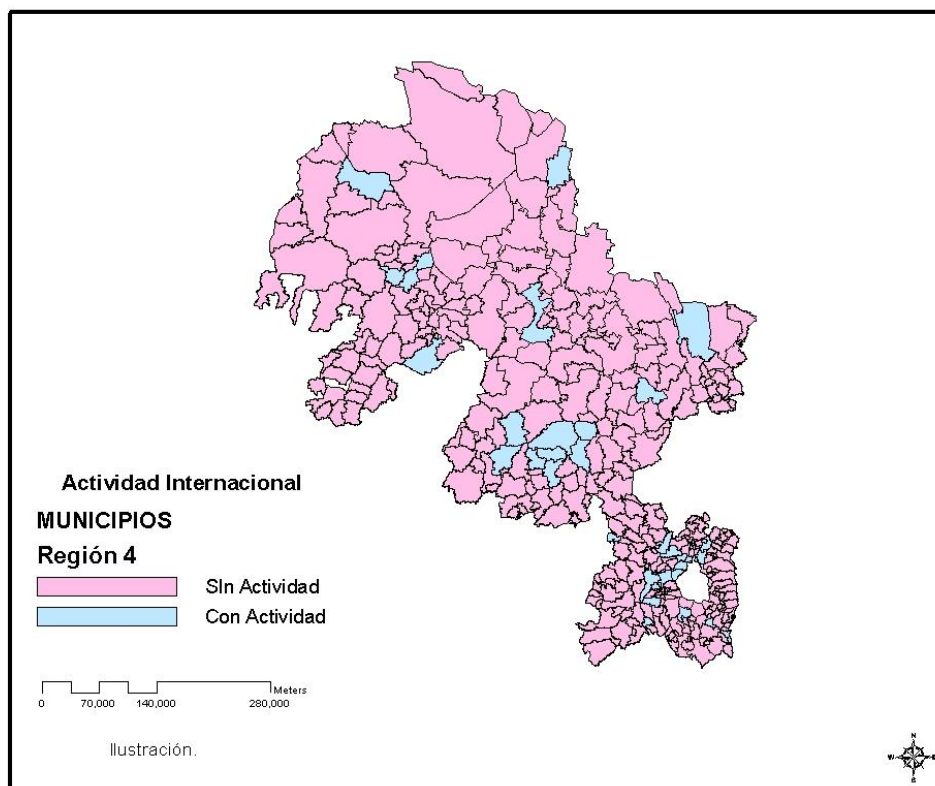 Actividad Internacional
MUNICIPIOS
Región 4
SIn Actividad
Con Actividad
Meters
0 70,000 140,000 280,000
Ilustración.
N
W E
S